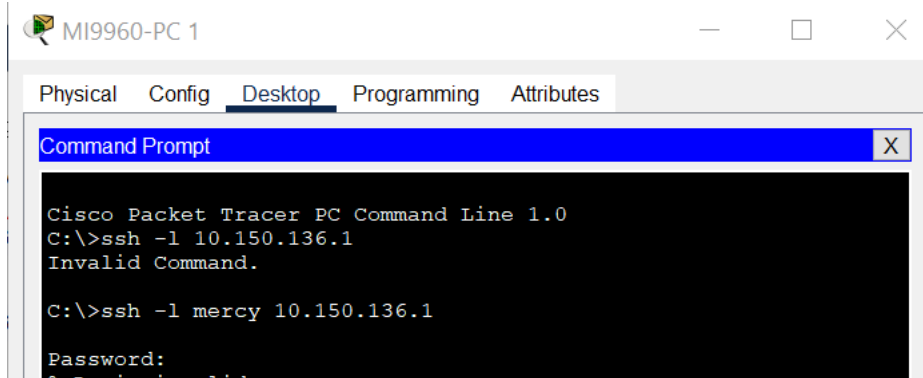 MI9960-PC 1
Physical Config Desktop Programming Attributes
Command Prompt
X
Cisco Packet Tracer PC Command Line 1.0
C:\>ssh -l 10.150.136.1
Invalid Command.
C:\>ssh -l mercy 10.150.136.1
Password: